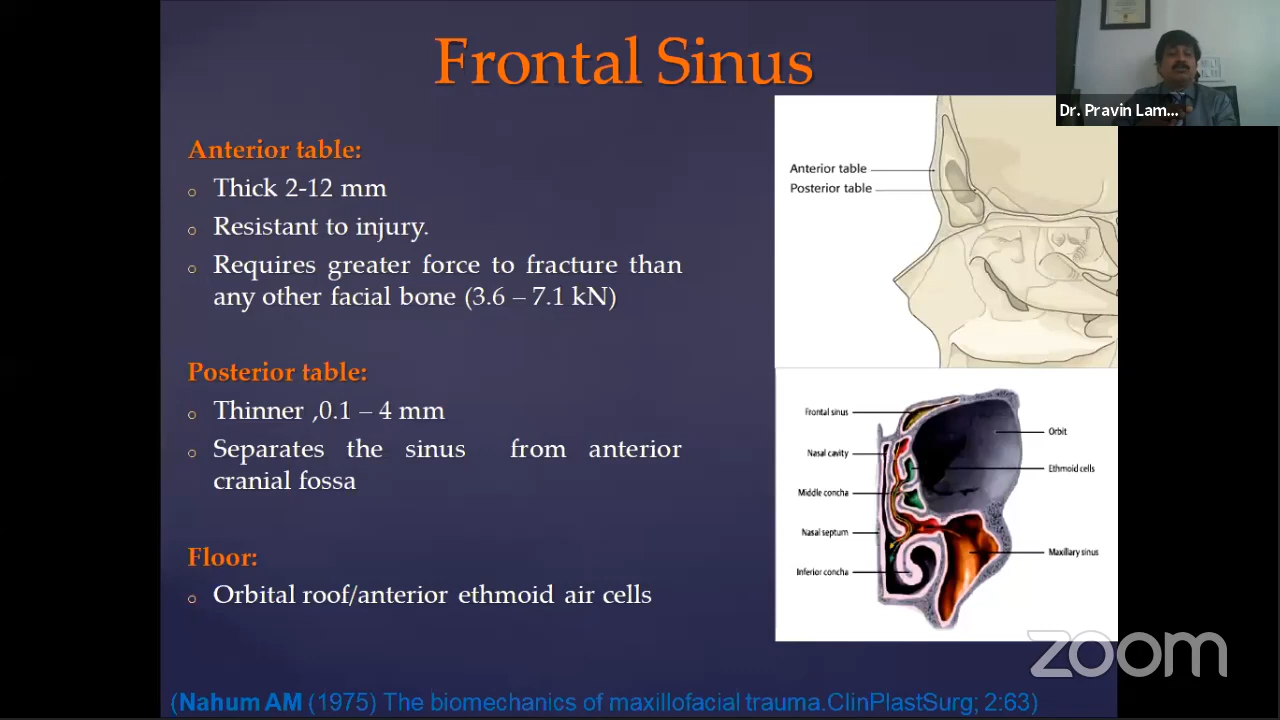 Frontal Sinus
Dr. Pravin Lam...
Anterior table:
Thick 2-12 mm
Resistant to injury.
Requires greater force to fracture than
any other facial bone (3.6 – 7.1 kN)
Posterior table:
Thinner ,0.1 – 4 mm
Separates the sinus from anterior
cranial fossa
Floor:
Orbital roof/anterior ethmoid air cells
Anterior table
Posterior table
Frontal sinus
Orbit
Nasal cavity
Ethmoid cells
Middle concha
Nasal septum
Maxillary sinus
Inferior concha
zoom
(Nahum AM (1975) The biomechanics of maxillofacial trauma.ClinPlastSurg; 2:63)